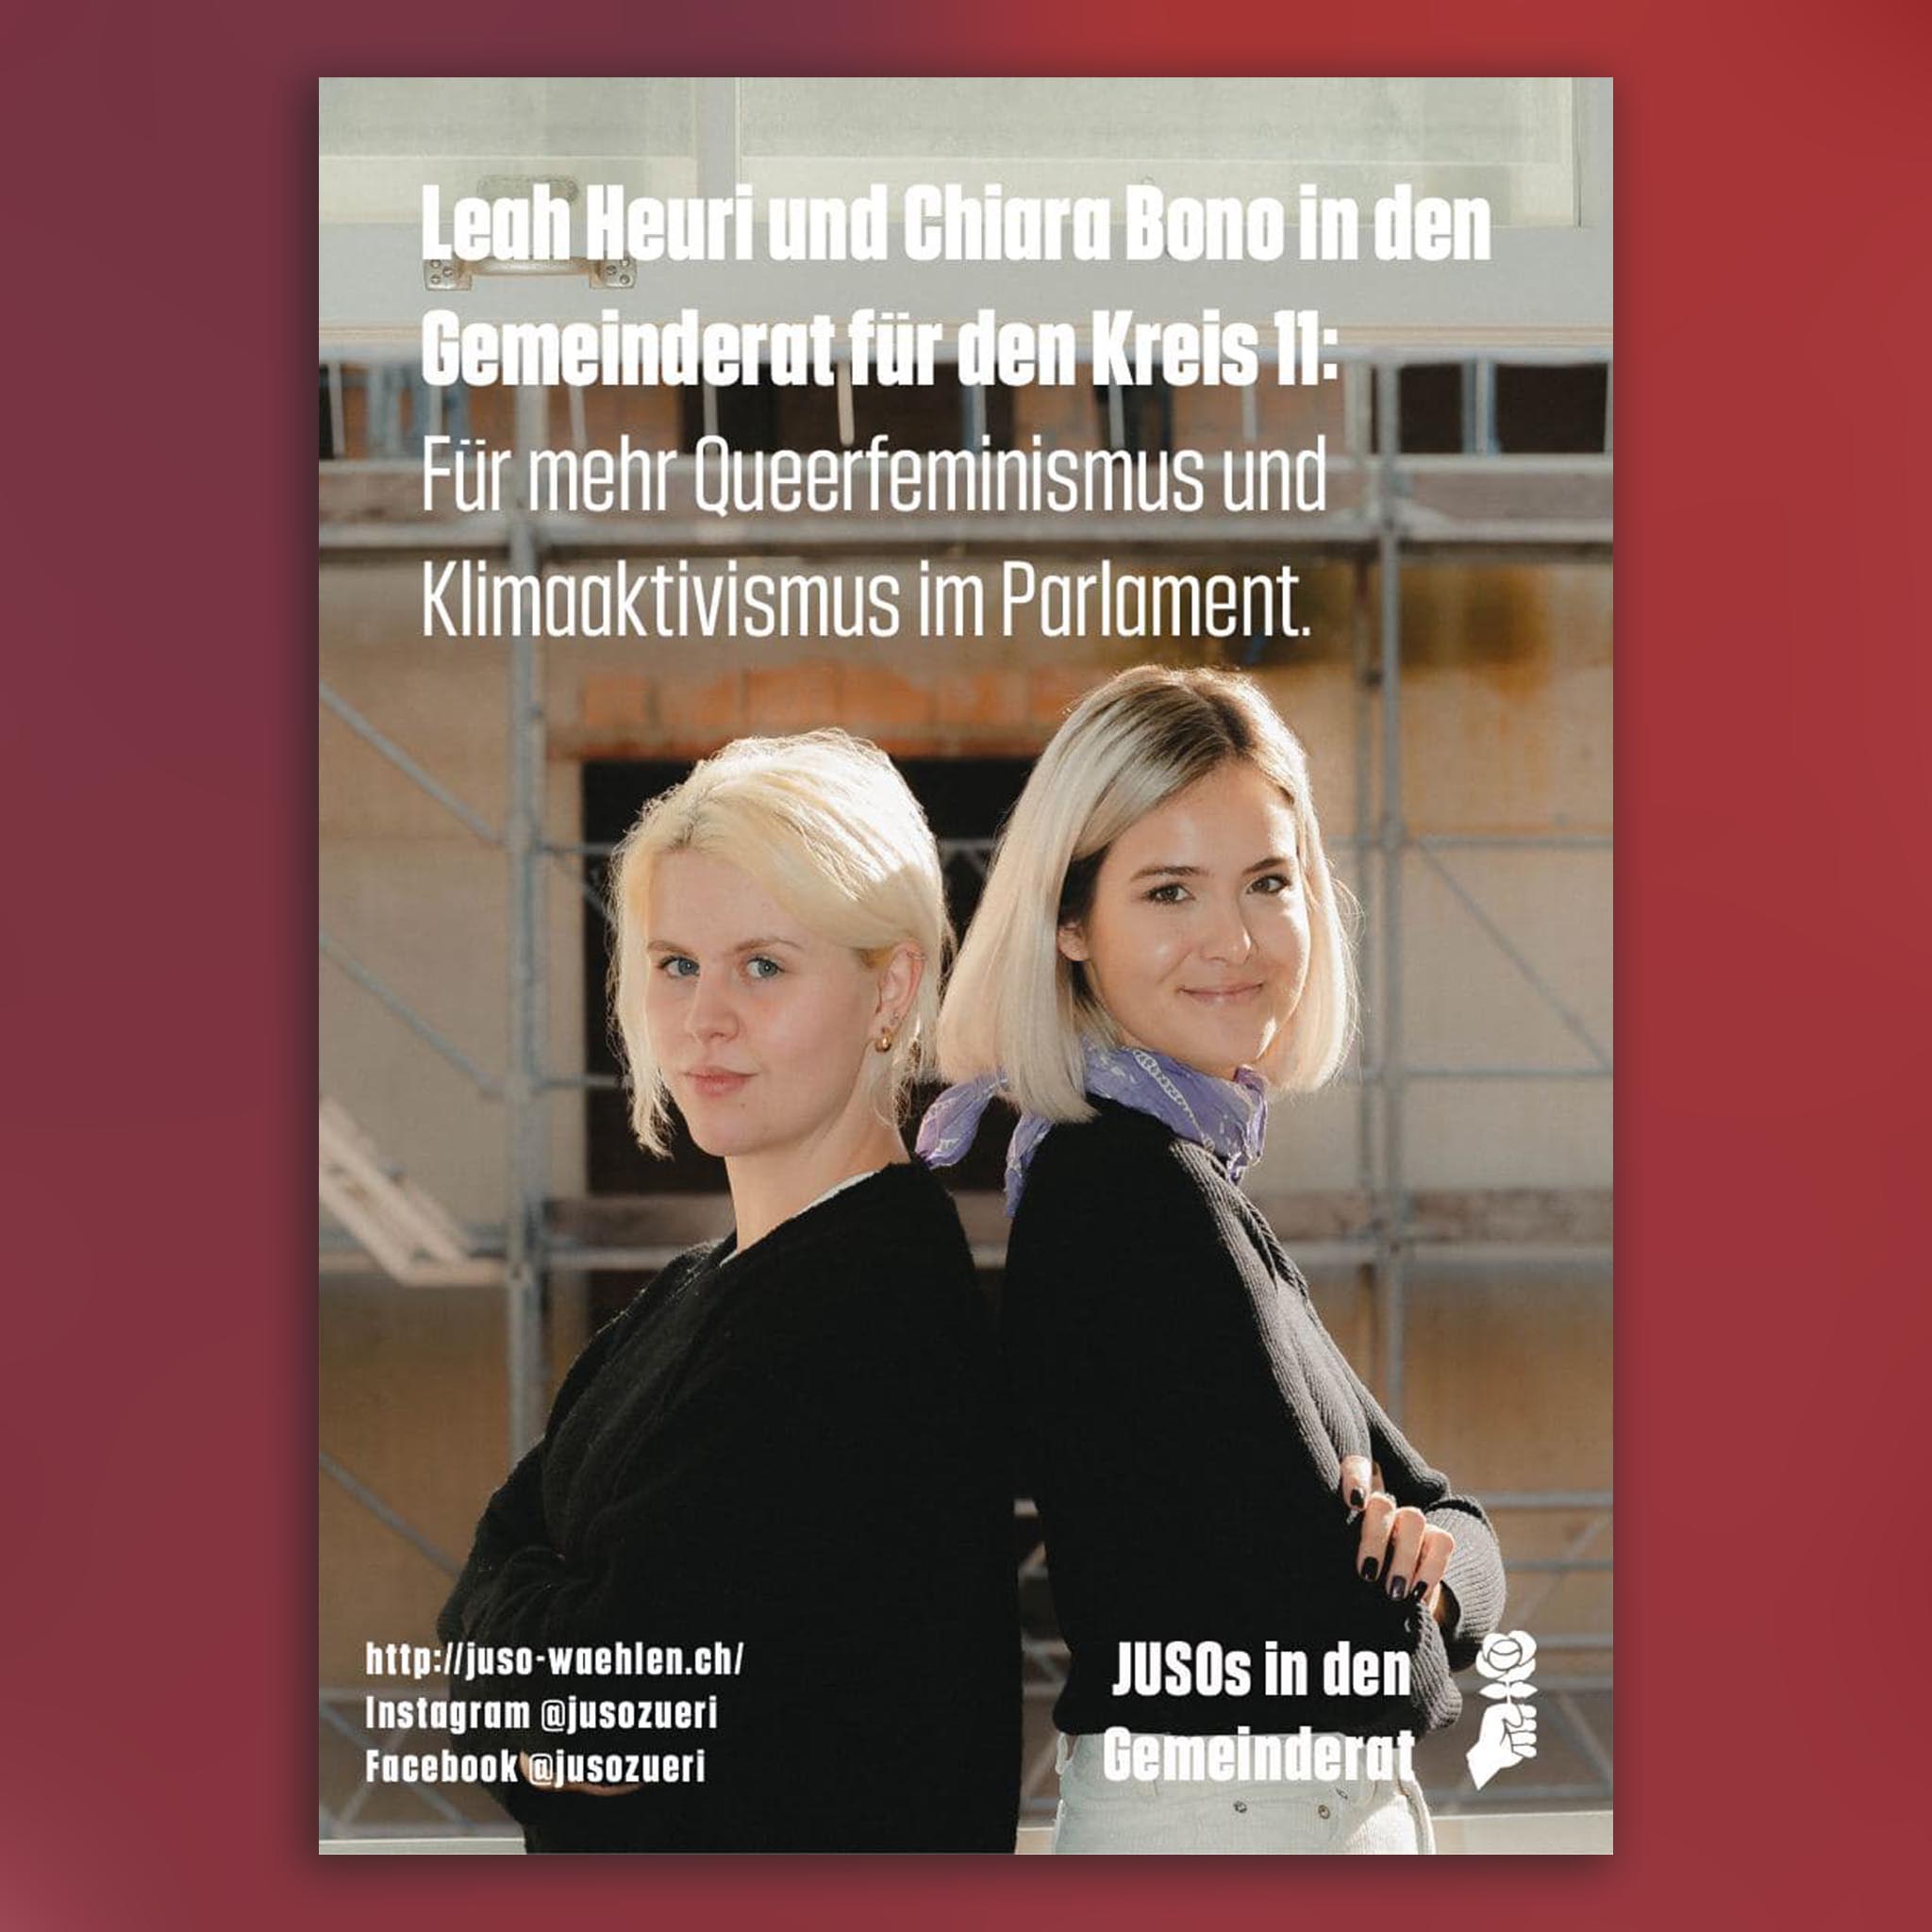 Leah Heuri und Chiara Bono in den
Gemeinderat für den Kreis 11:
Für mehr Queerfeminismus und
Klimaaktivismus im Parlament.
http://juso-waehlen.ch/
Instagram @jusozueri
Facebook @jusozueri
JUSOs in den
Gemeinderat